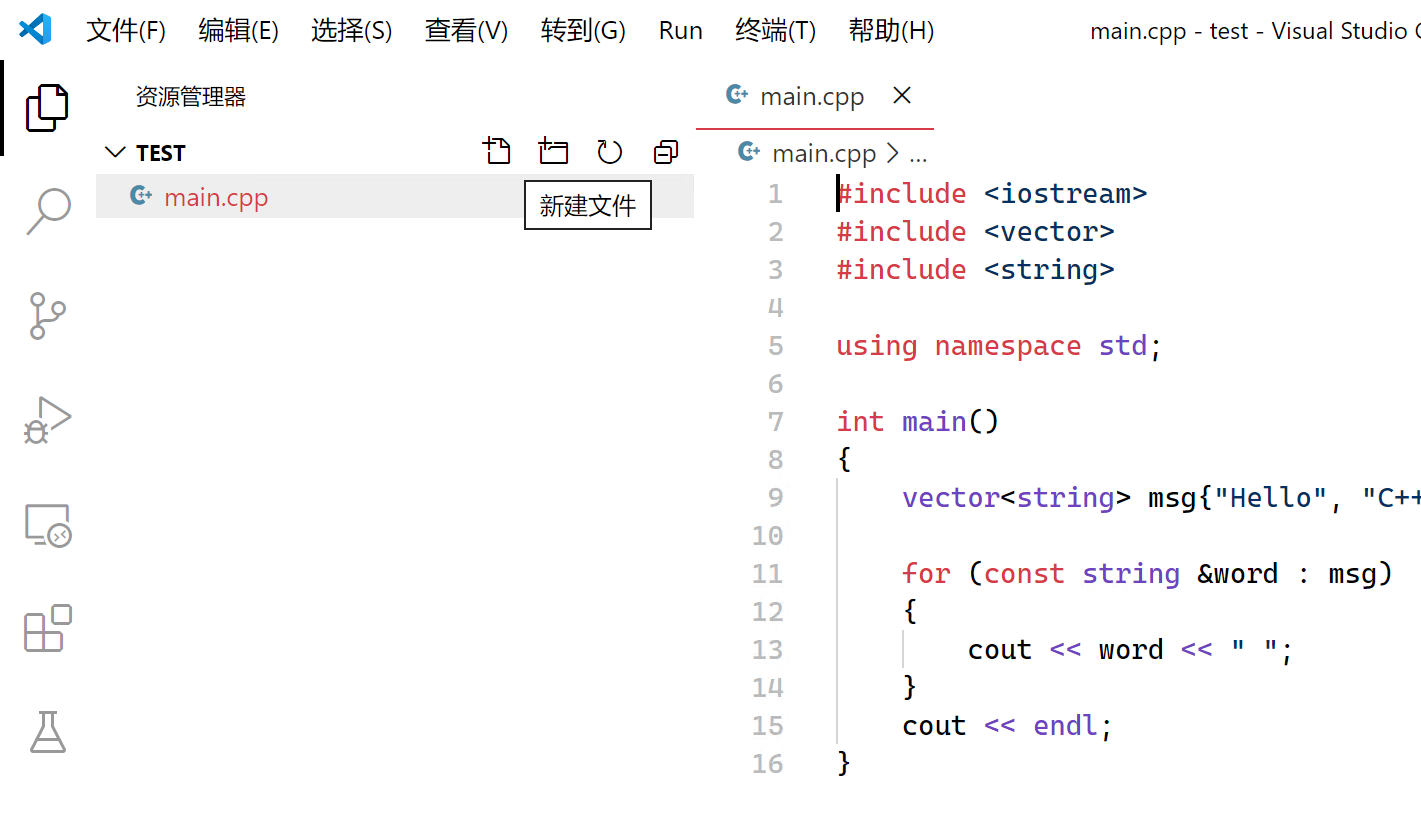 文件(F) 编辑(E) 选择(S) 查看(V) 转到(G) Run 终端(T) 帮助(H) main.cpp - test - Visual Studio
资源管理器
TEST
main.cpp
新建文件
main.cpp
main.cpp > ...
1 #include <iostream>
2 #include <vector>
3 #include <string>
4
5 using namespace std;
6
7 int main()
8 {
9 vector<string> msg{"Hello", "C++
10
11 for (const string &word : msg)
12 {
13 cout << word << " ";
14 }
15 cout << endl;
16 }